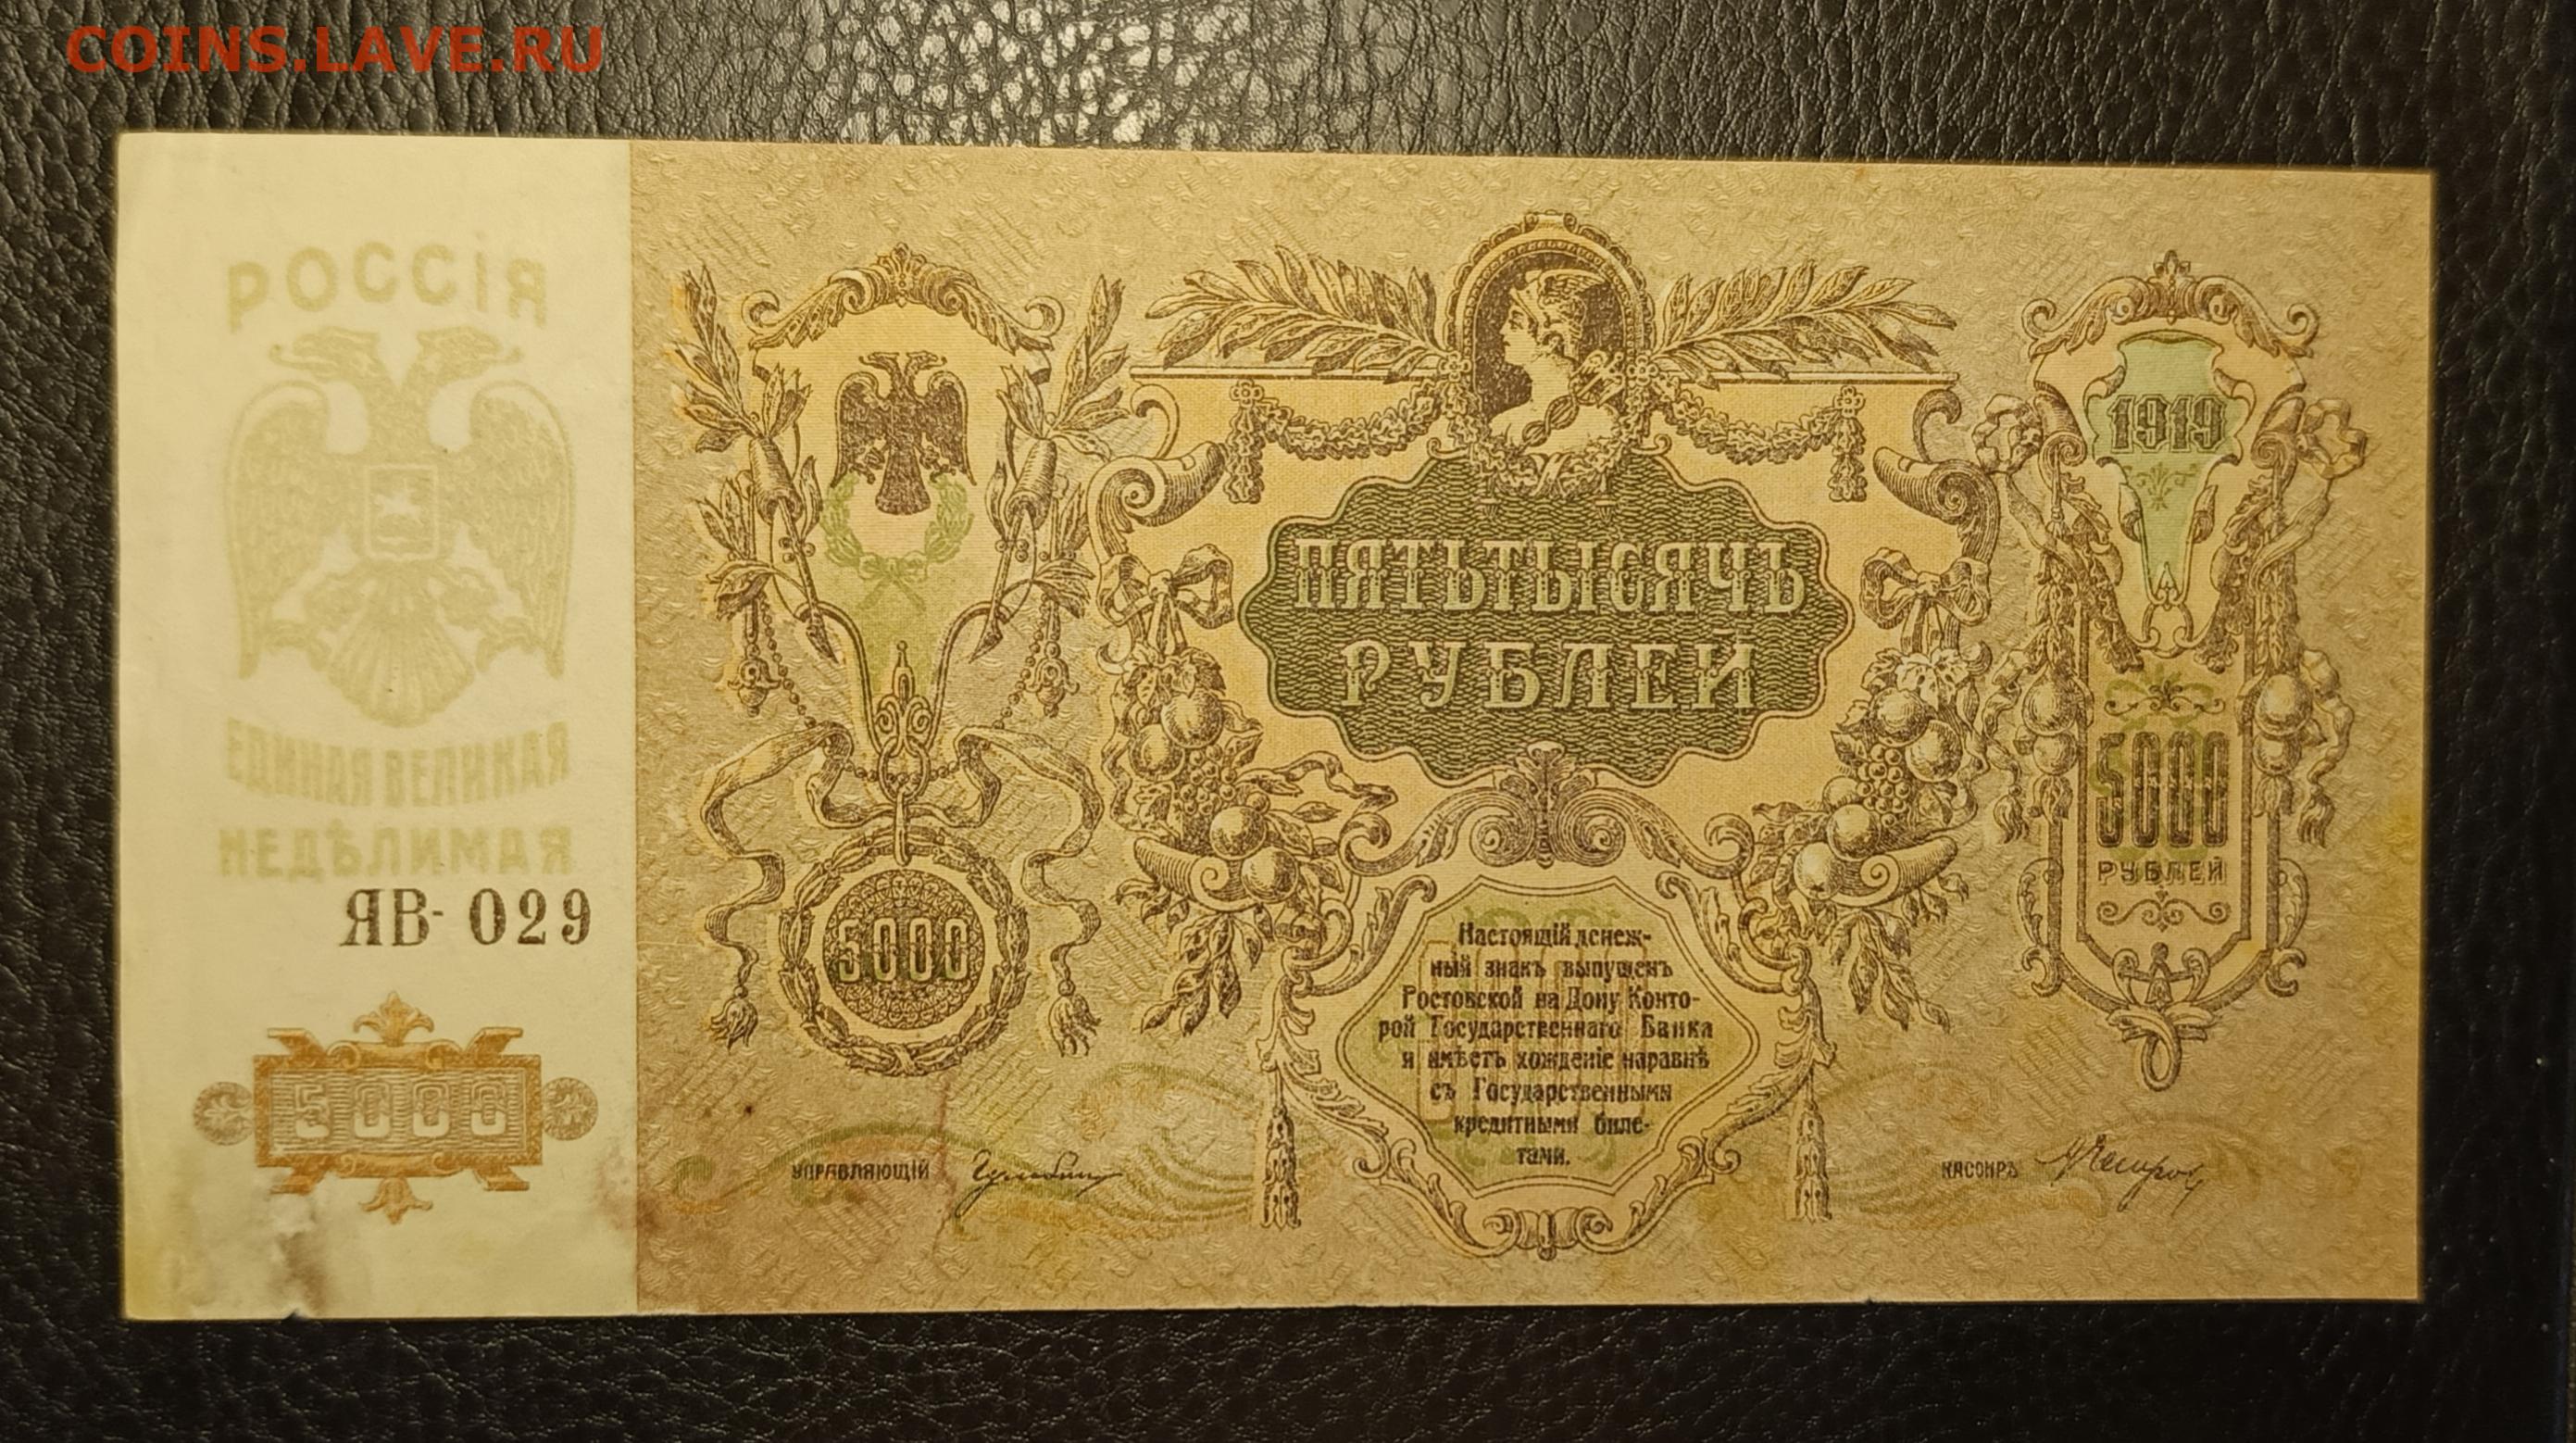 COINS.LAVE.RU
РОССІЯ
ЕДИНАЯ ВЕЛИКАЯ
НЕДѢЛИМАЯ
ЯВ- 029
5000
5000
УПРАВЛЯЮЩІЙ
ПЯТЬТЫСЯЧЪ
РУБЛЕЙ
Настоящій денеж-
ный знакъ выпущенъ
Ростовской на Дону Конто-
рой Государственнаго Банка
и имѣетъ хожденіе наравнѣ
съ Государственными
кредитными биле-
тами.
1919
5000
РУБЛЕЙ
КАССИРЪ